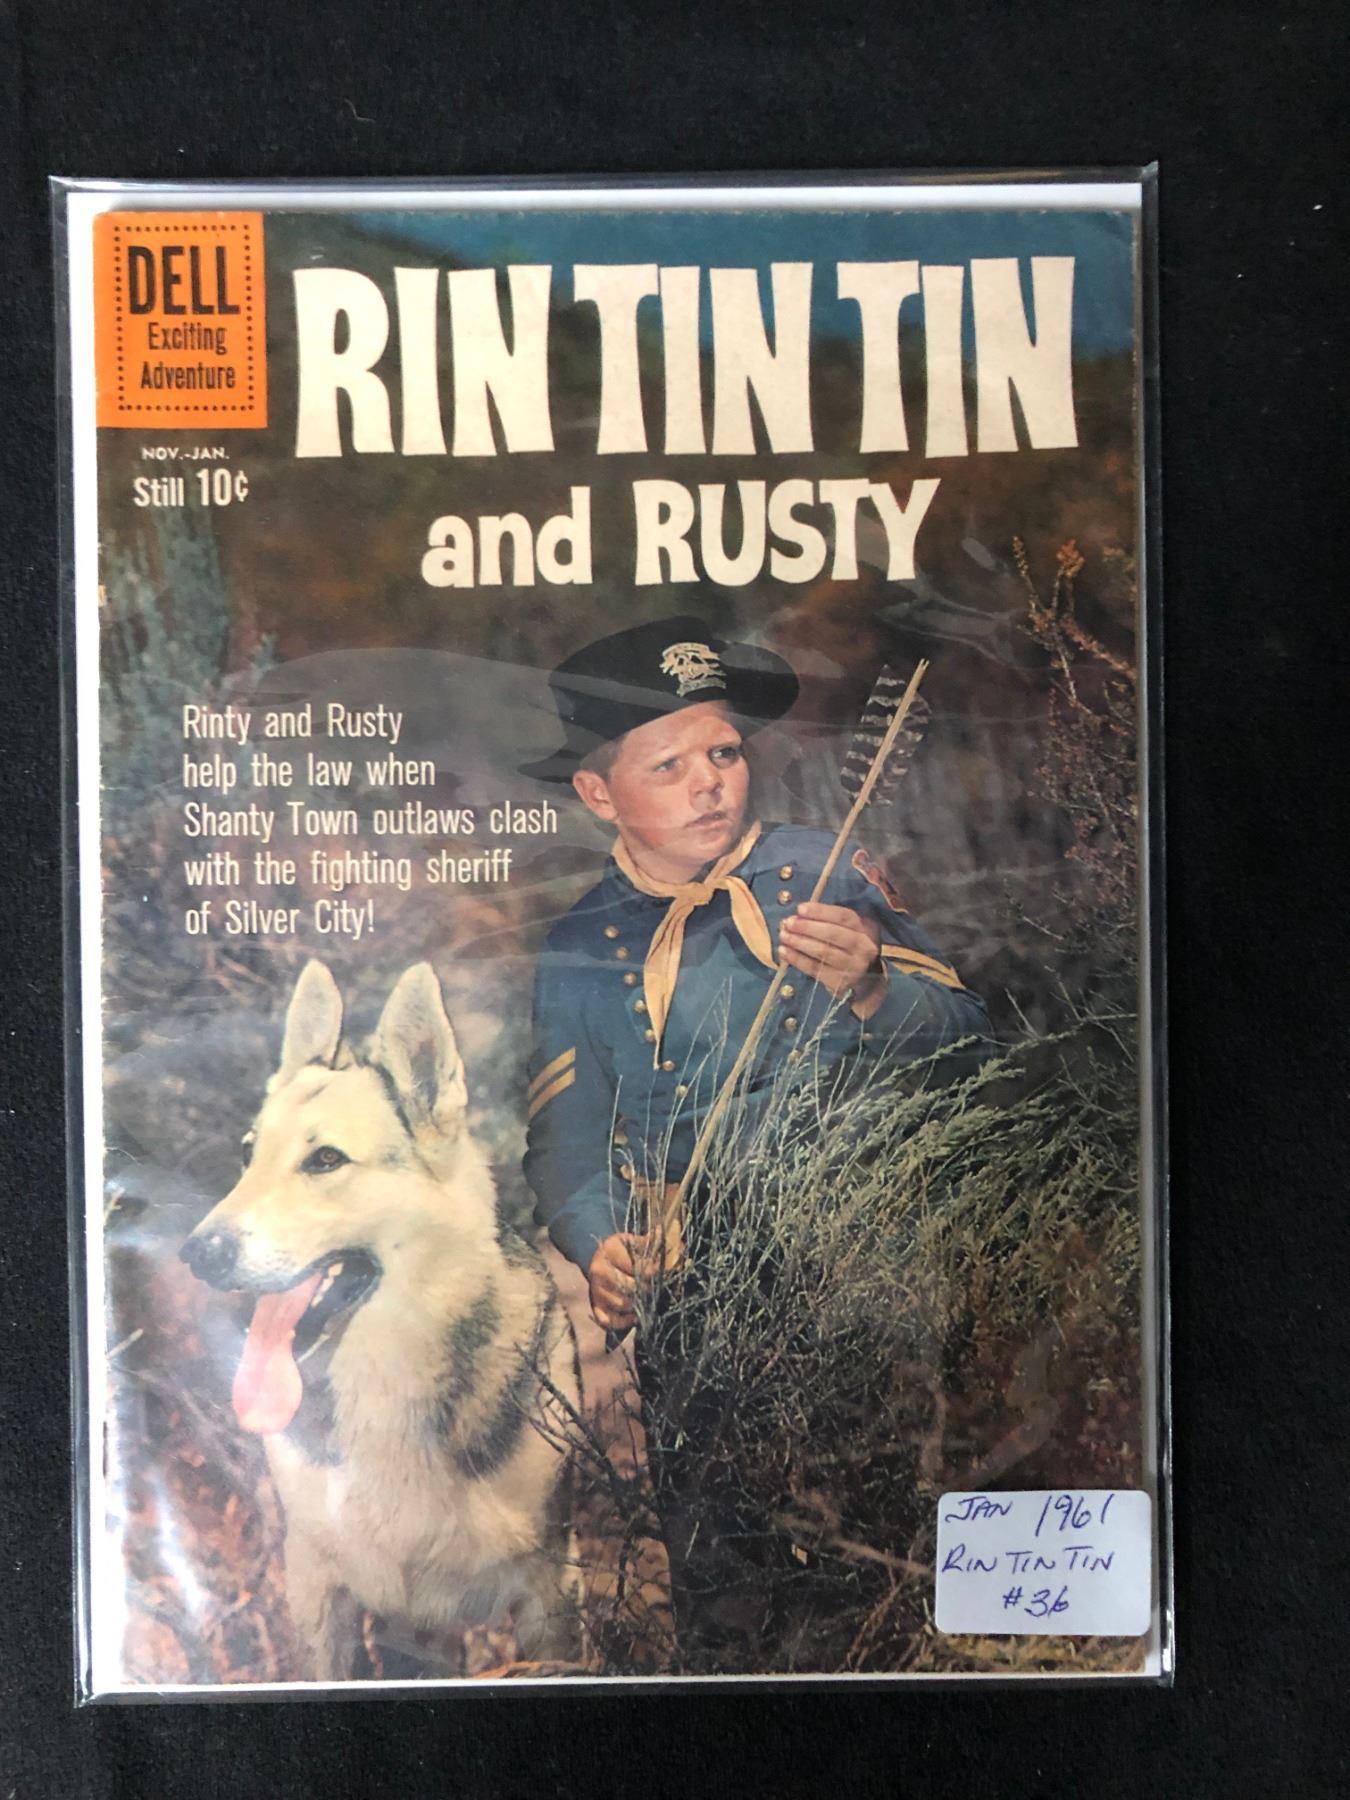 DELL
Exciting
Adventure
NOV.-JAN.
Still 10¢
RIN TIN TIN
and RUSTY
Rinty and Rusty
help the law when
Shanty Town outlaws clash
with the fighting sheriff
of Silver City!
JAN 1961
RIN TIN TIN
#36